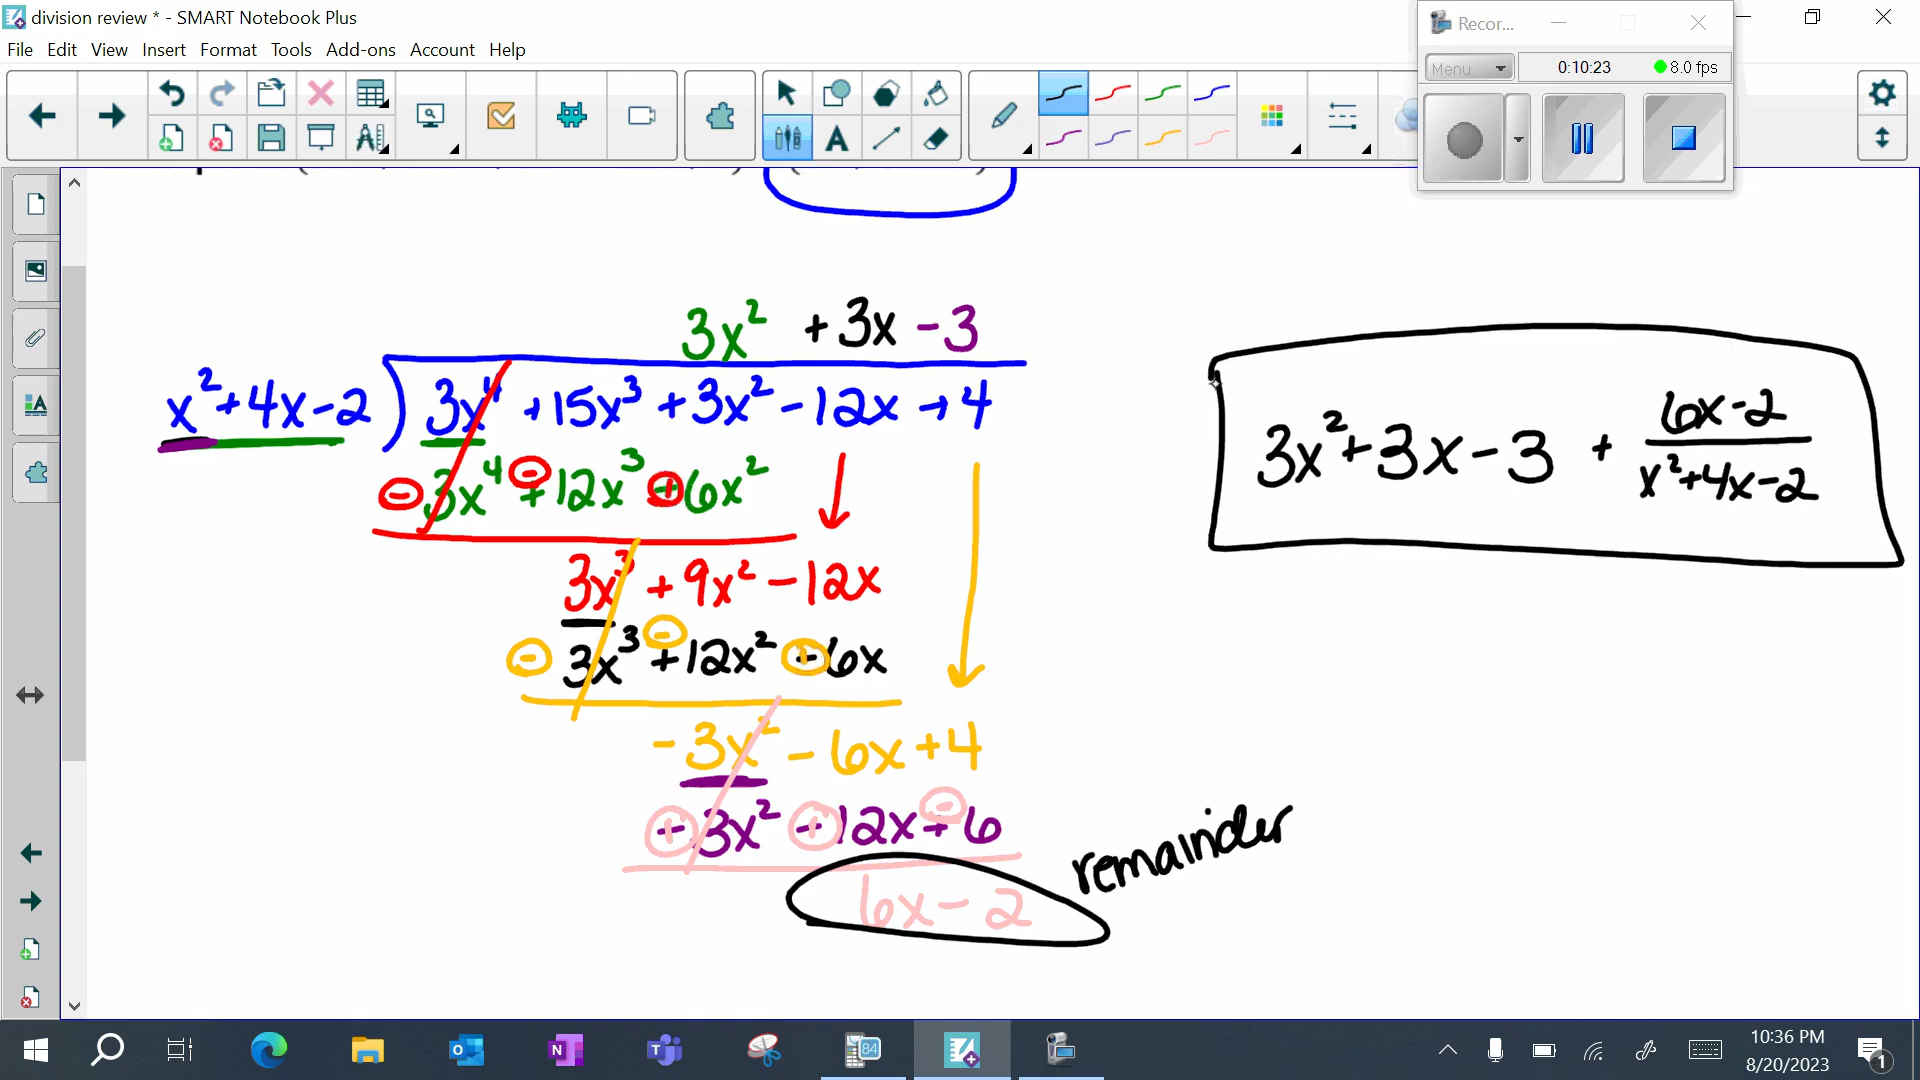 division review * - SMART Notebook Plus
File Edit View Insert Format Tools Add-ons Account Help
Recor...
Menu
0:10:23
8.0 fps
3x² + 3x - 3
x² + 4x - 2 ) 3x⁴ + 15x³ + 3x² - 12x + 4
⊖ 3x⁴ ⊖ + 12x³ ⊕ - 6x²
3x³ + 9x² - 12x
⊖ 3x³ ⊖ + 12x² ⊕ - 6x
- 3x² - 6x + 4
⊕ - 3x² ⊕ - 12x ⊖ + 6
6x - 2
remainder
3x² + 3x - 3 + (6x - 2)/(x² + 4x - 2)
84
10:36 PM
8/20/2023
1